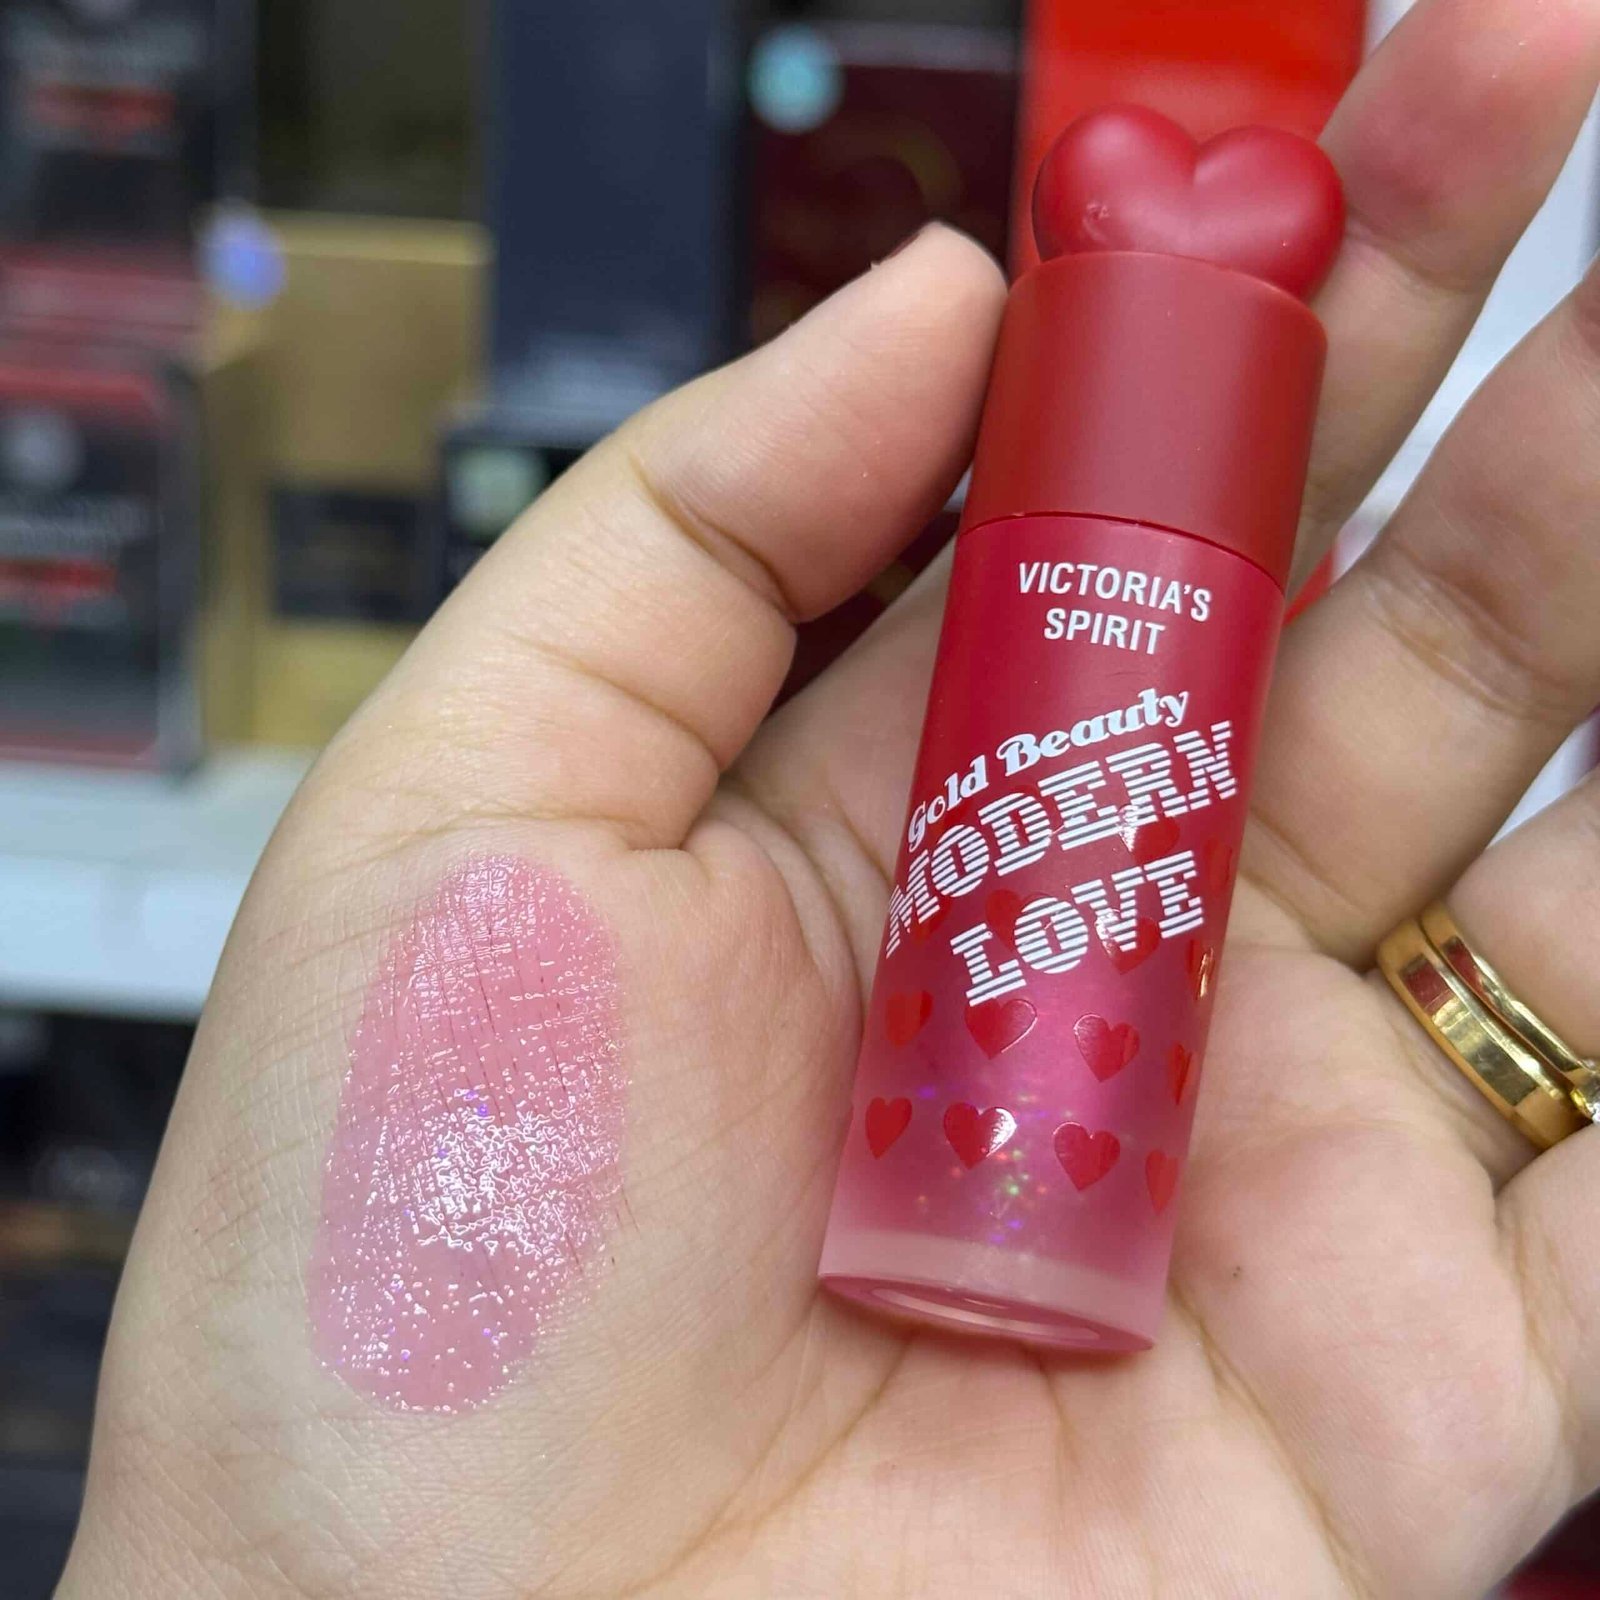 VICTORIA'S
SPIRIT
Gold Beauty
MODERN
LOVE